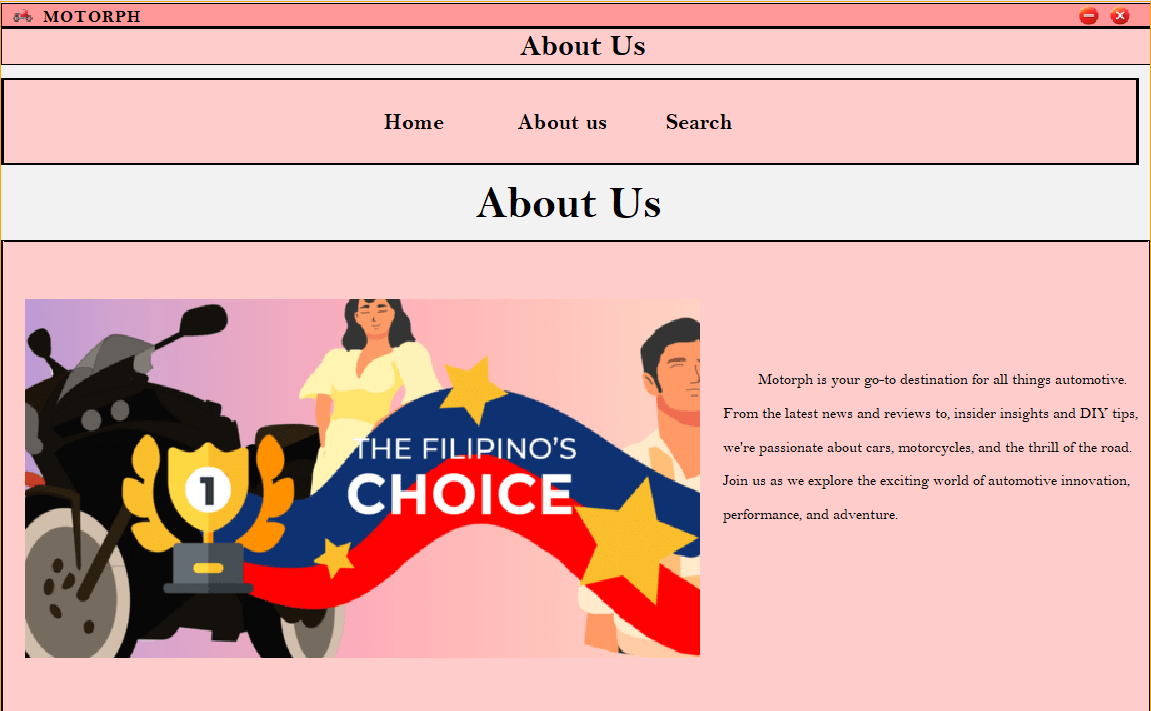 MOTORPH
About Us
Home About us Search
About Us
THE FILIPINO'S
CHOICE
1
Motorph is your go-to destination for all things automotive.
From the latest news and reviews to, insider insights and DIY tips,
we're passionate about cars, motorcycles, and the thrill of the road.
Join us as we explore the exciting world of automotive innovation,
performance, and adventure.